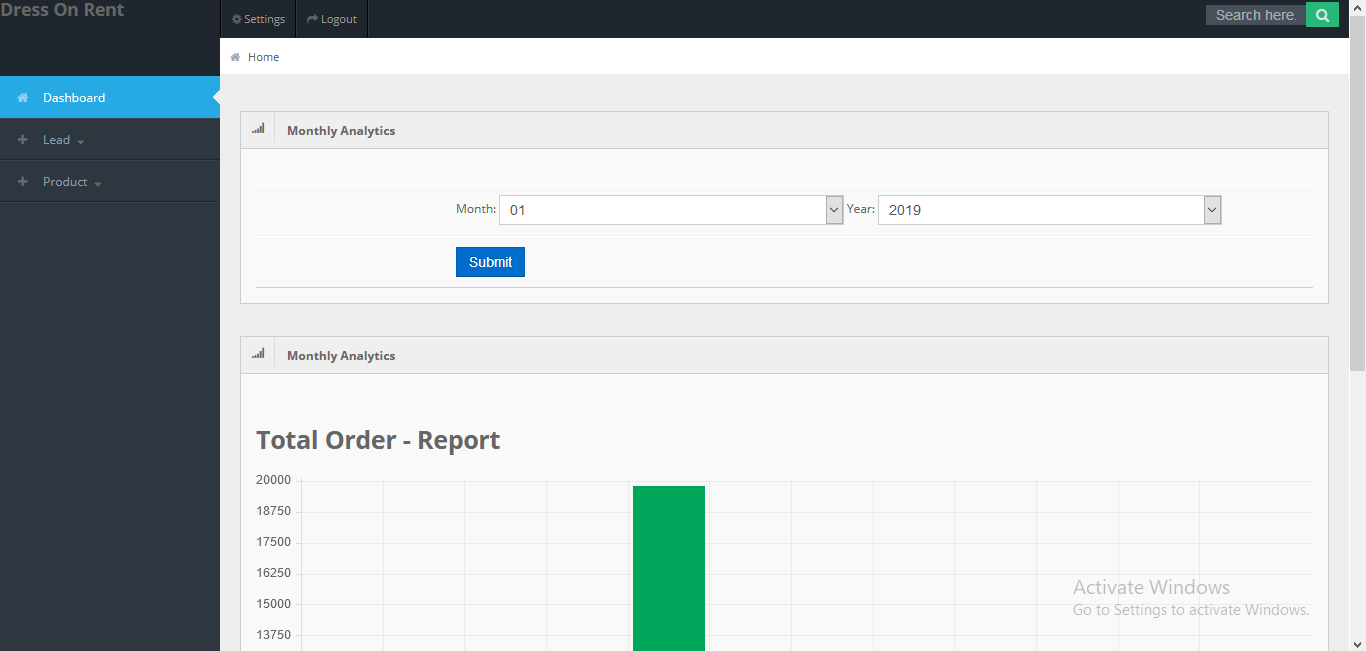 Dress On Rent
Settings
Logout
Search here.
Home
Dashboard
Lead
Product
Monthly Analytics
Month: 01 Year: 2019
Submit
Monthly Analytics
Total Order - Report
20000
18750
17500
16250
15000
13750
Activate Windows
Go to Settings to activate Windows.